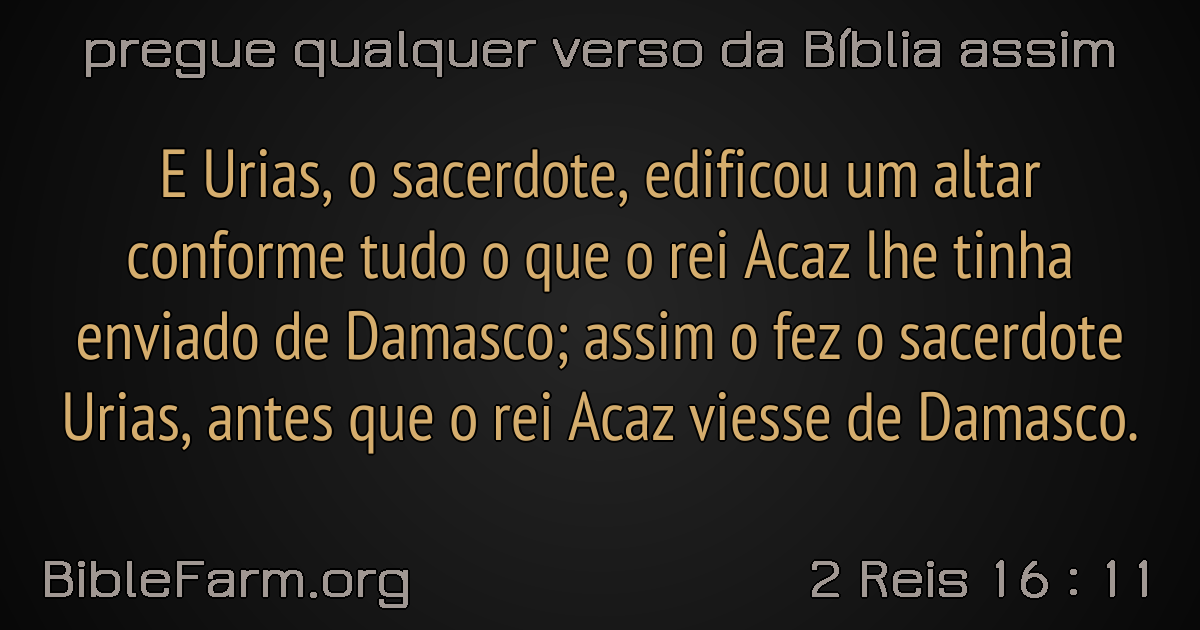 pregue qualquer verso da Bíblia assim
E Urias, o sacerdote, edificou um altar
conforme tudo o que o rei Acaz lhe tinha
enviado de Damasco; assim o fez o sacerdote
Urias, antes que o rei Acaz viesse de Damasco.
BibleFarm.org
2 Reis 16 : 11